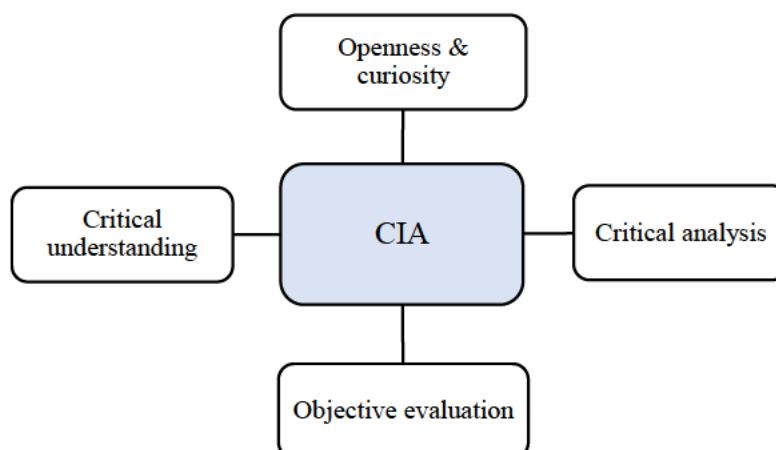 Openness &
curiosity
Critical
understanding
CIA
Critical analysis
Objective evaluation